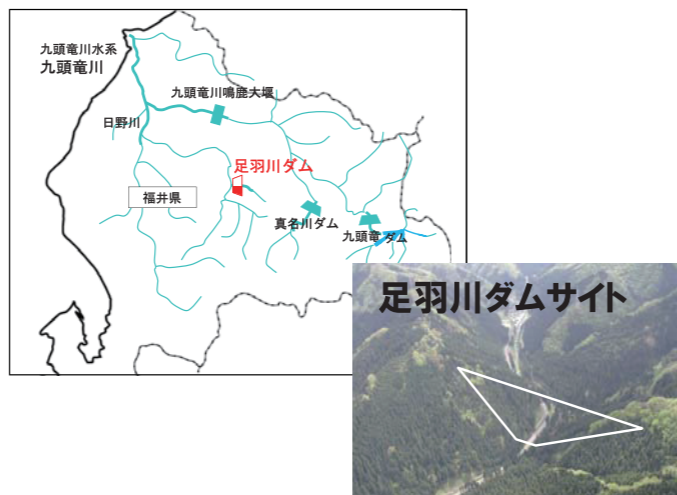 九頭竜川水系
九頭竜川
九頭竜川鳴鹿大堰
日野川
足羽川ダム
福井県
真名川ダム
九頭竜ダム
足羽川ダムサイト